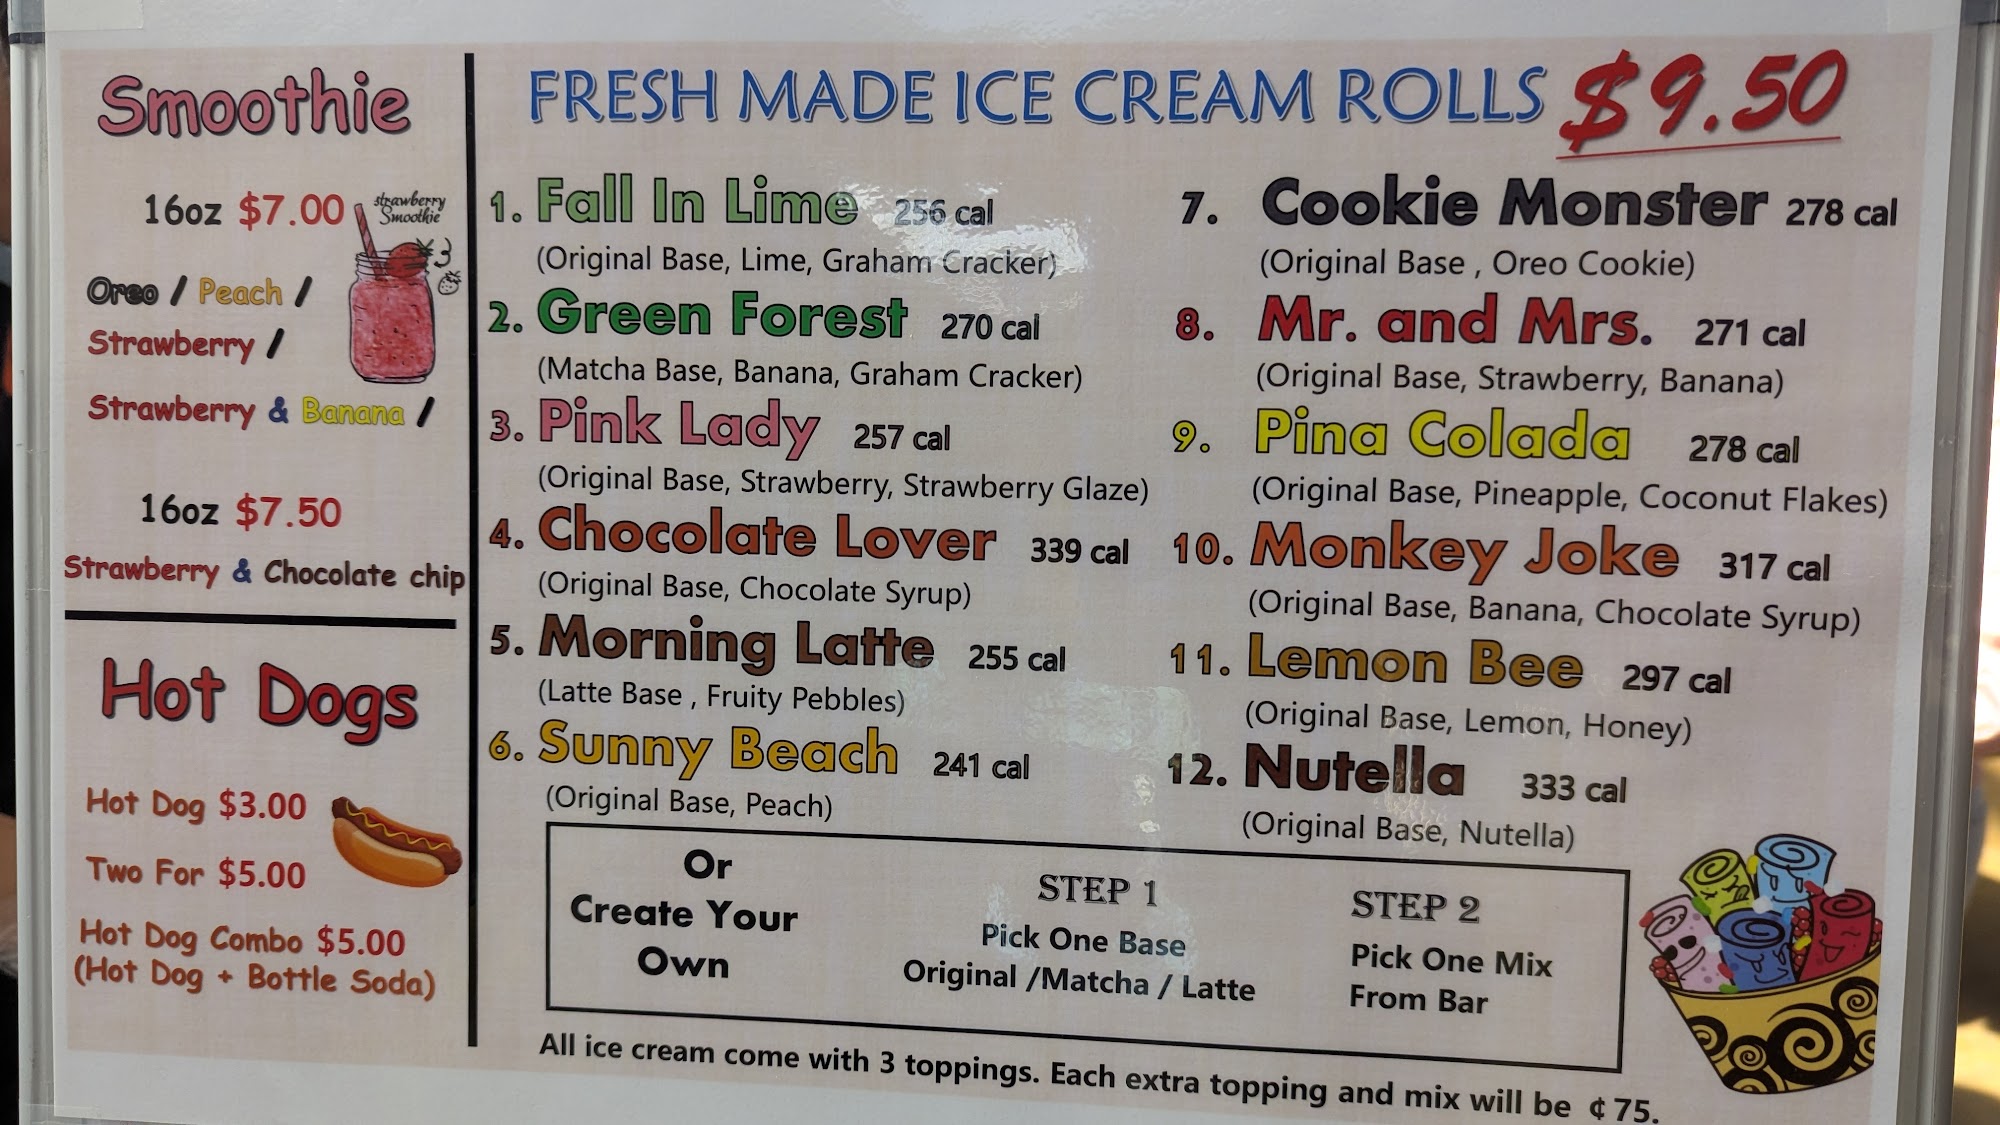 Smoothie
16oz $7.00
strawberry
Smoothie
Oreo / Peach /
Strawberry /
Strawberry & Banana /
16oz $7.50
Strawberry & Chocolate chip
Hot Dogs
Hot Dog $3.00
Two For $5.00
Hot Dog Combo $5.00
(Hot Dog + Bottle Soda)
FRESH MADE ICE CREAM ROLLS $9.50
1. Fall In Lime 256 cal
(Original Base, Lime, Graham Cracker)
2. Green Forest 270 cal
(Matcha Base, Banana, Graham Cracker)
3. Pink Lady 257 cal
(Original Base, Strawberry, Strawberry Glaze)
4. Chocolate Lover 339 cal
(Original Base, Chocolate Syrup)
5. Morning Latte 255 cal
(Latte Base , Fruity Pebbles)
6. Sunny Beach 241 cal
(Original Base, Peach)
7. Cookie Monster 278 cal
(Original Base , Oreo Cookie)
8. Mr. and Mrs. 271 cal
(Original Base, Strawberry, Banana)
9. Pina Colada 278 cal
(Original Base, Pineapple, Coconut Flakes)
10. Monkey Joke 317 cal
(Original Base, Banana, Chocolate Syrup)
11. Lemon Bee 297 cal
(Original Base, Lemon, Honey)
12. Nutella 333 cal
(Original Base, Nutella)
Or
Create Your
Own
STEP 1
Pick One Base
Original /Matcha / Latte
STEP 2
Pick One Mix
From Bar
All ice cream come with 3 toppings. Each extra topping and mix will be ¢ 75.